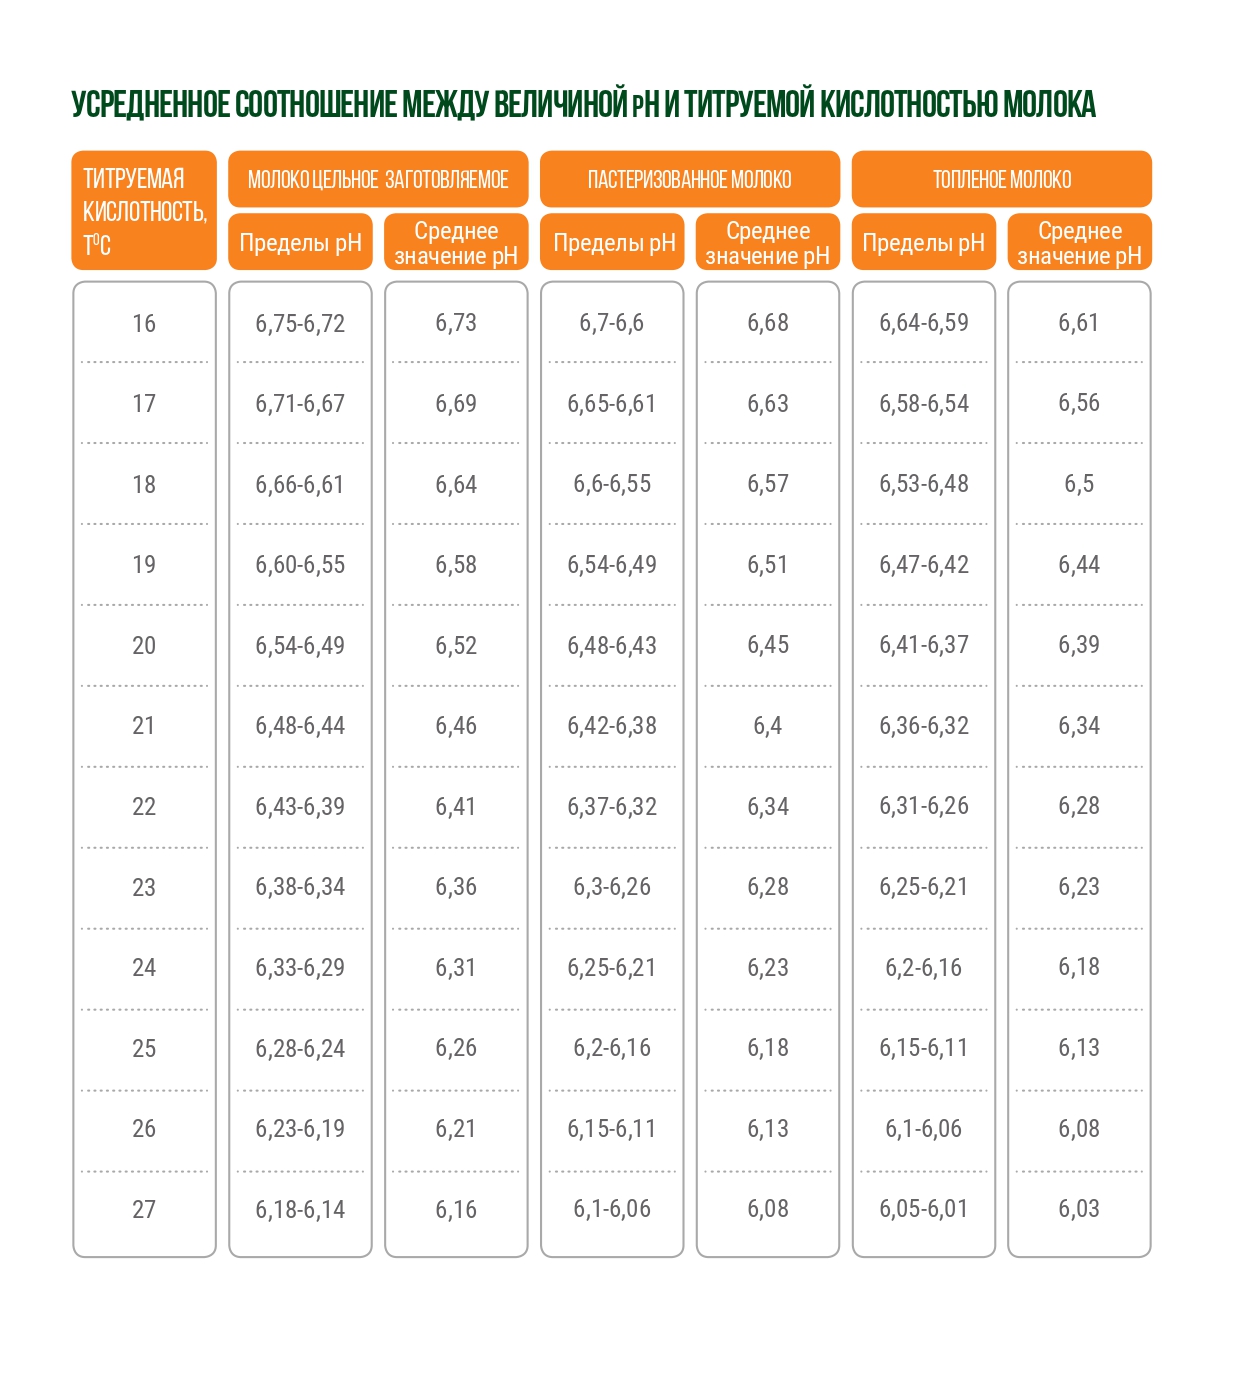 УСРЕДНЕННОЕ СООТНОШЕНИЕ МЕЖДУ ВЕЛИЧИНОЙ pH И ТИТРУЕМОЙ КИСЛОТНОСТЬЮ МОЛОКА
ТИТРУЕМАЯ
КИСЛОТНОСТЬ,
Т⁰С
МОЛОКО ЦЕЛЬНОЕ ЗАГОТОВЛЯЕМОЕ ПАСТЕРИЗОВАННОЕ МОЛОКО ТОПЛЕНОЕ МОЛОКО
Пределы pH Среднее значение pH Пределы pH Среднее значение pH Пределы pH Среднее значение pH
16 6,75-6,72 6,73 6,7-6,6 6,68 6,64-6,59 6,61
17 6,71-6,67 6,69 6,65-6,61 6,63 6,58-6,54 6,56
18 6,66-6,61 6,64 6,6-6,55 6,57 6,53-6,48 6,5
19 6,60-6,55 6,58 6,54-6,49 6,51 6,47-6,42 6,44
20 6,54-6,49 6,52 6,48-6,43 6,45 6,41-6,37 6,39
21 6,48-6,44 6,46 6,42-6,38 6,4 6,36-6,32 6,34
22 6,43-6,39 6,41 6,37-6,32 6,34 6,31-6,26 6,28
23 6,38-6,34 6,36 6,3-6,26 6,28 6,25-6,21 6,23
24 6,33-6,29 6,31 6,25-6,21 6,23 6,2-6,16 6,18
25 6,28-6,24 6,26 6,2-6,16 6,18 6,15-6,11 6,13
26 6,23-6,19 6,21 6,15-6,11 6,13 6,1-6,06 6,08
27 6,18-6,14 6,16 6,1-6,06 6,08 6,05-6,01 6,03